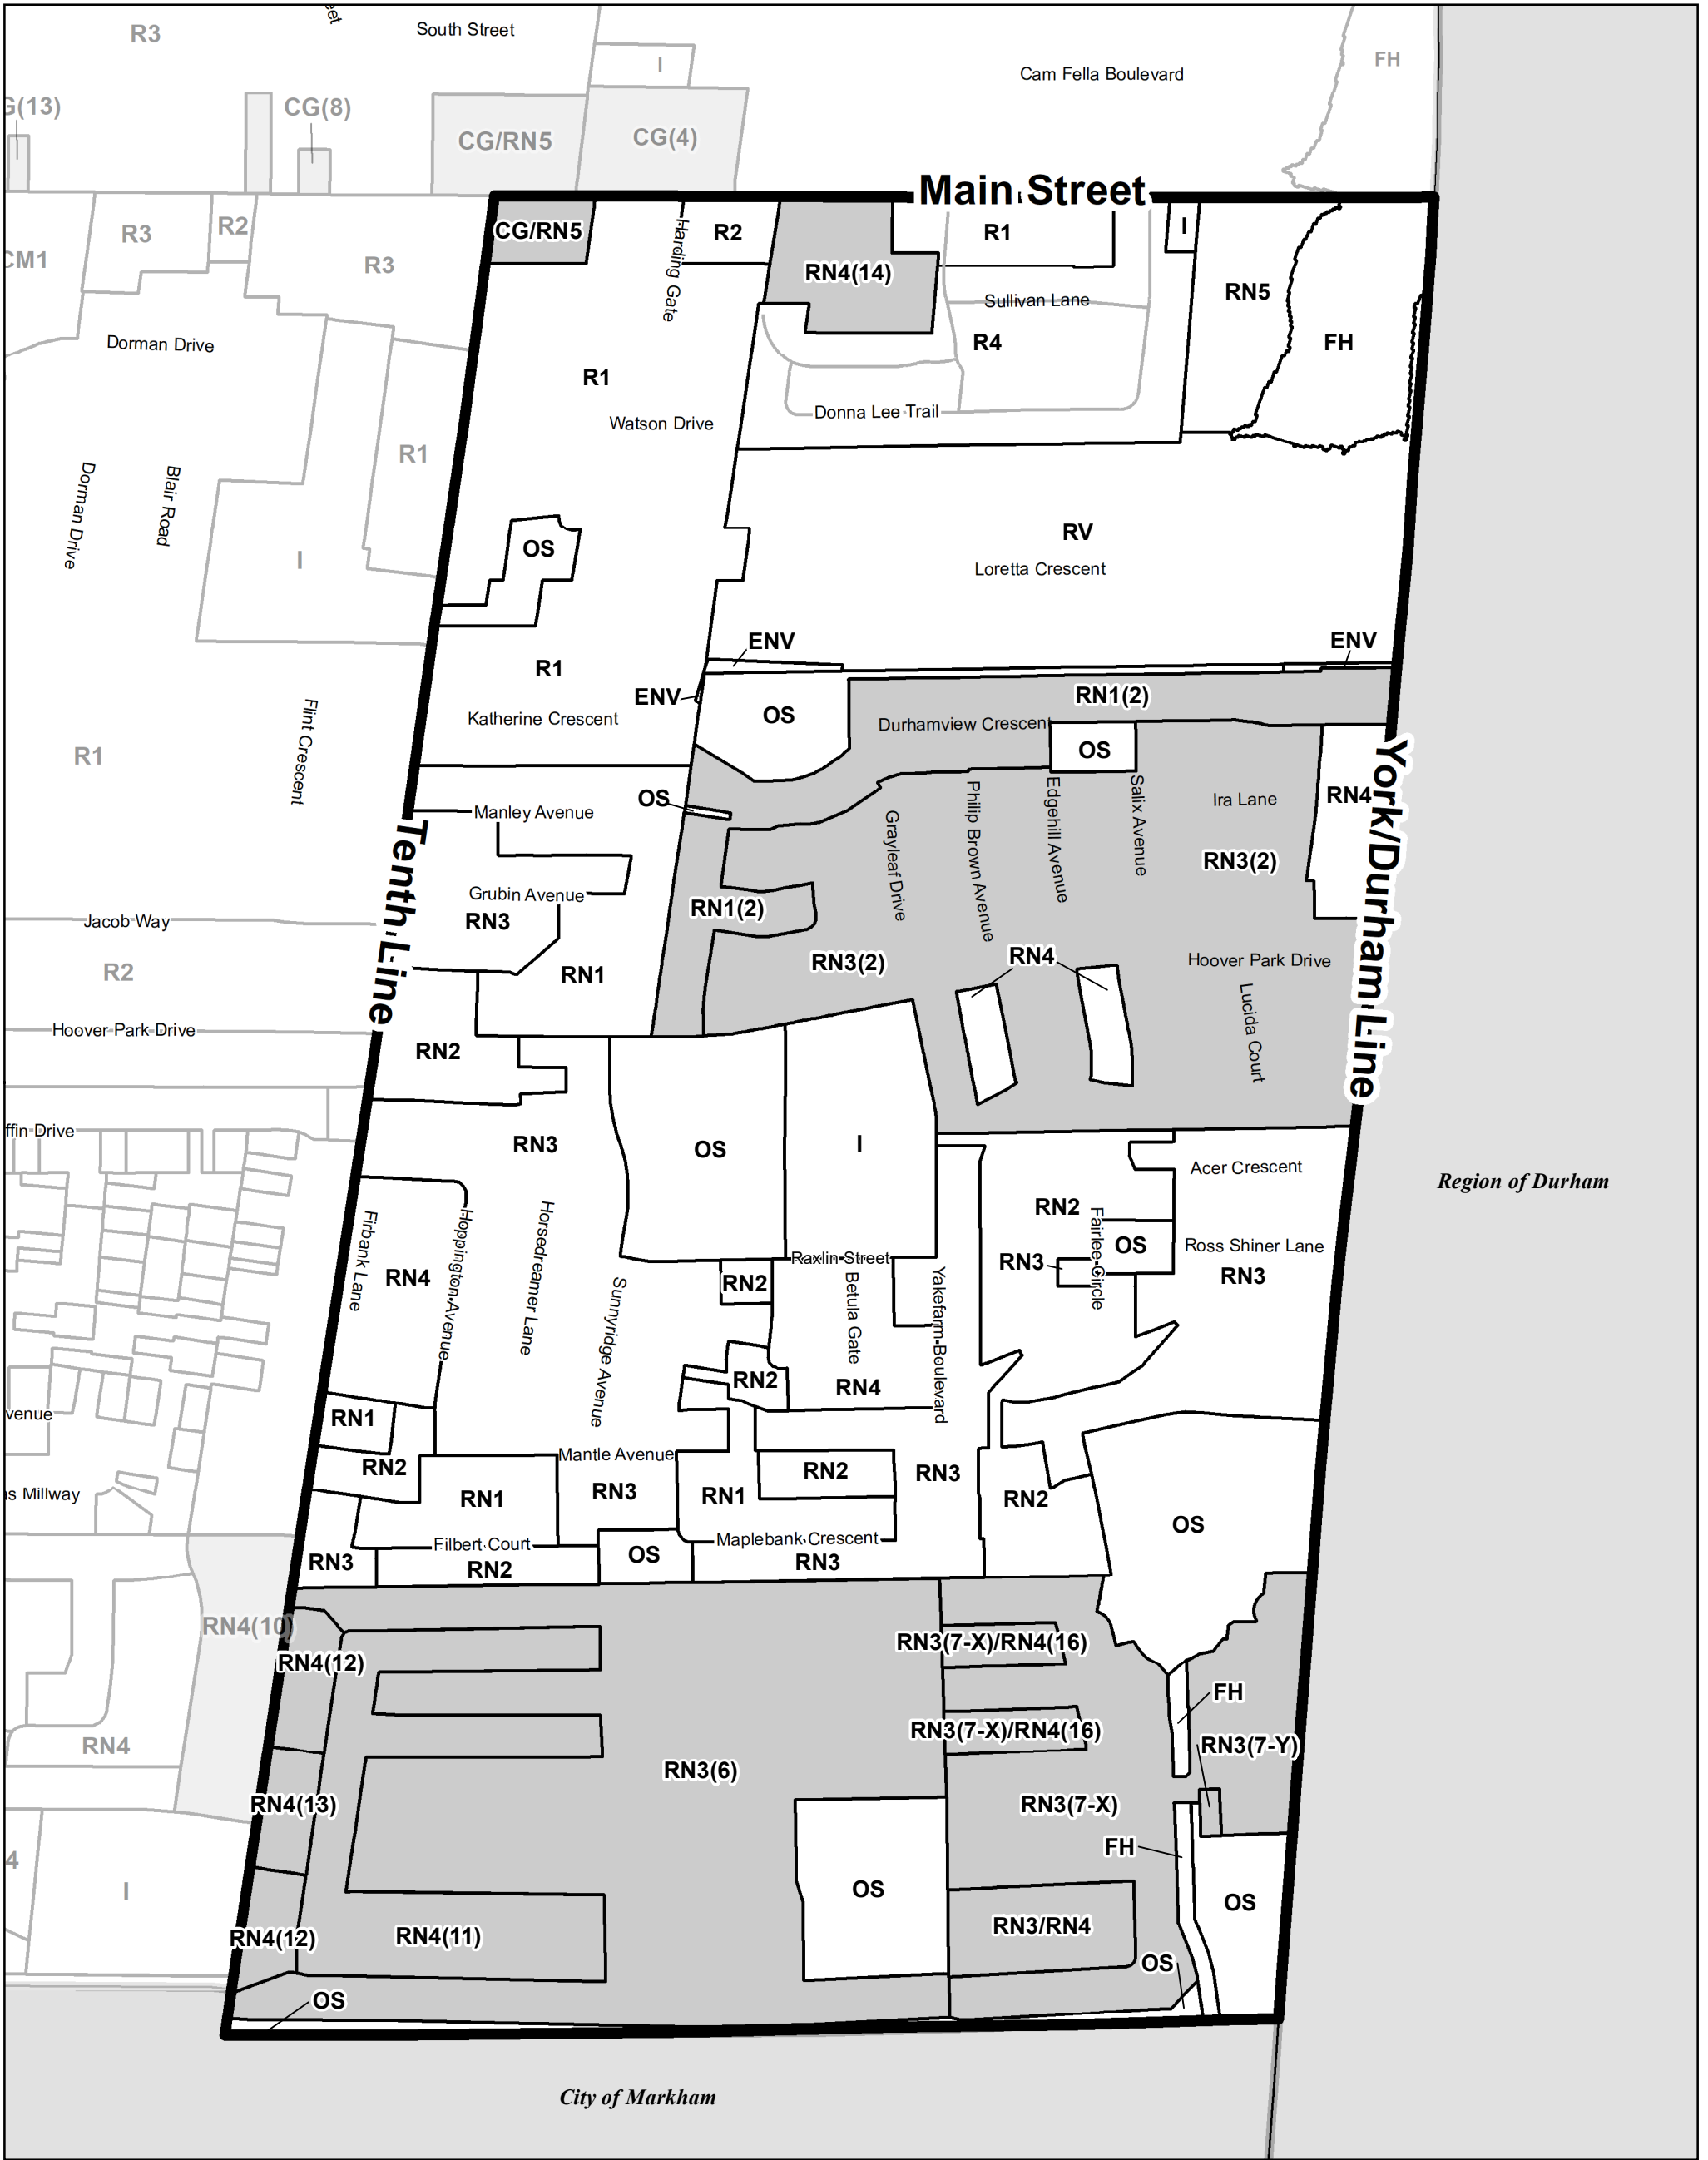 R3
South Street
I
Cam Fella Boulevard
FH
G(13)
CG(8)
CG/RN5
CG(4)
Main Street
CM1
R3
R2
R3
CG/RN5
Harding Gate
R2
RN4(14)
R1
I
RN5
Sullivan Lane
R4
FH
Dorman Drive
R1
Watson Drive
Donna Lee Trail
R1
Dorman Drive
Blair Road
I
OS
RV
Loretta Crescent
ENV
ENV
R1
ENV
RN1(2)
Katherine Crescent
OS
Durhamview Crescent
OS
R1
Flint Crescent
York/Durham Line
Tenth Line
OS
Manley Avenue
Grayleaf Drive
Philip Brown Avenue
Edgehill Avenue
Salix Avenue
Ira Lane
RN4
RN3(2)
Grubin Avenue
RN3
RN1(2)
Jacob Way
R2
RN1
RN3(2)
RN4
Hoover Park Drive
Lucida Court
Hoover Park Drive
RN2
ffin Drive
RN3
OS
I
Acer Crescent
Region of Durham
RN2
Fairlee Circle
OS
Ross Shiner Lane
RN3
RN3
Firbank Lane
RN4
Hoppington Avenue
Horsedreamer Lane
Sunnyridge Avenue
Raxlin Street
RN2
Betula Gate
Yakefarm Boulevard
RN2
RN4
venue
RN1
Mantle Avenue
RN2
RN1
RN3
RN1
RN2
RN3
RN2
s Millway
OS
Filbert Court
Maplebank Crescent
RN3
RN2
OS
RN3
RN4(10)
RN4(12)
RN3(7-X)/RN4(16)
FH
RN4
RN3(7-X)/RN4(16)
RN3(7-Y)
RN3(6)
RN4(13)
RN3(7-X)
FH
4
I
OS
OS
RN3/RN4
RN4(12)
RN4(11)
OS
OS
City of Markham